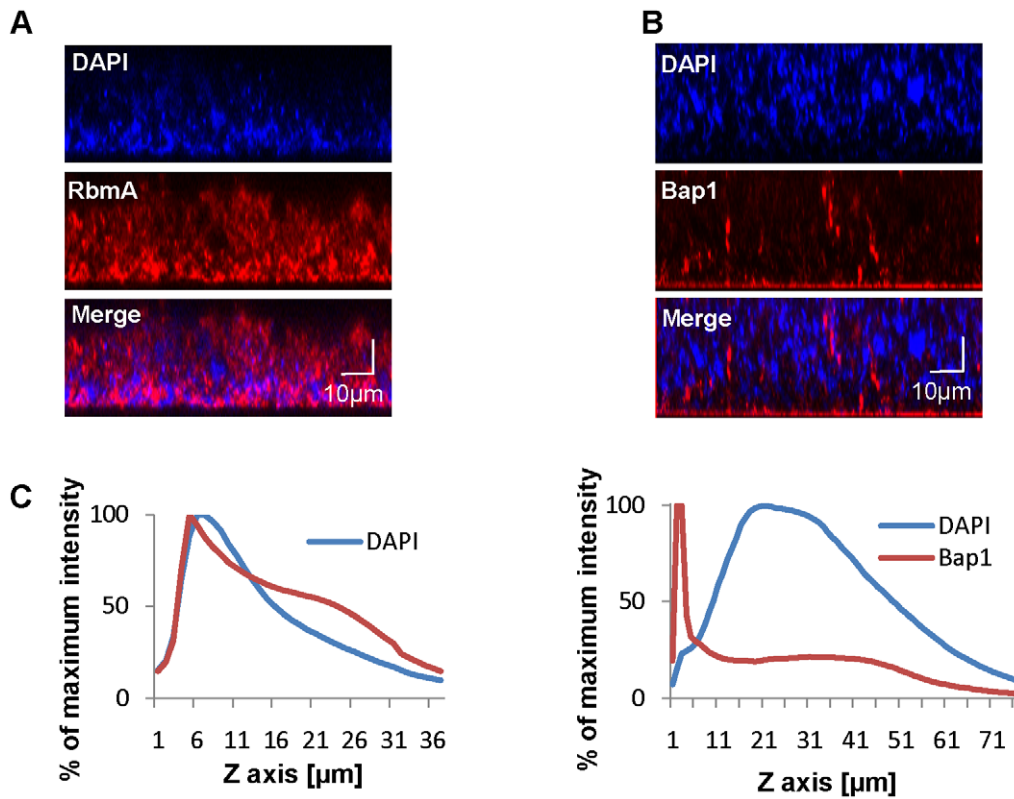 A
DAPI
RbmA
Merge
10µm
B
DAPI
Bap1
Merge
10µm
C
% of maximum intensity
100
50
0
DAPI
1 6 11 16 21 26 31 36
Z axis [µm]
% of maximum intensity
100
50
0
DAPI
Bap1
1 11 21 31 41 51 61 71
Z axis [µm]